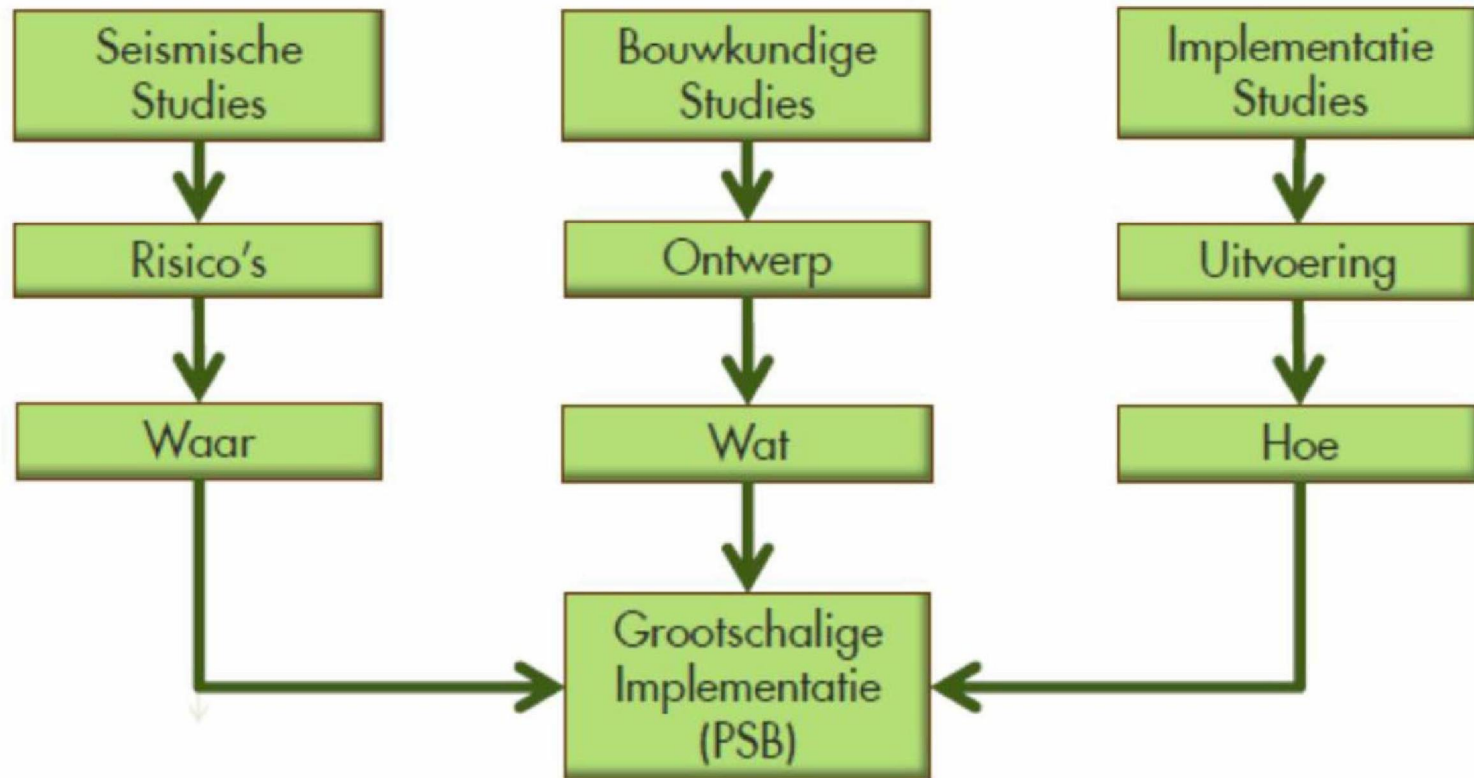 Seismische
Studies
Risico's
Waar
Bouwkundige
Studies
Ontwerp
Wat
Implementatie
Studies
Uitvoering
Hoe
Grootschalige
Implementatie
(PSB)